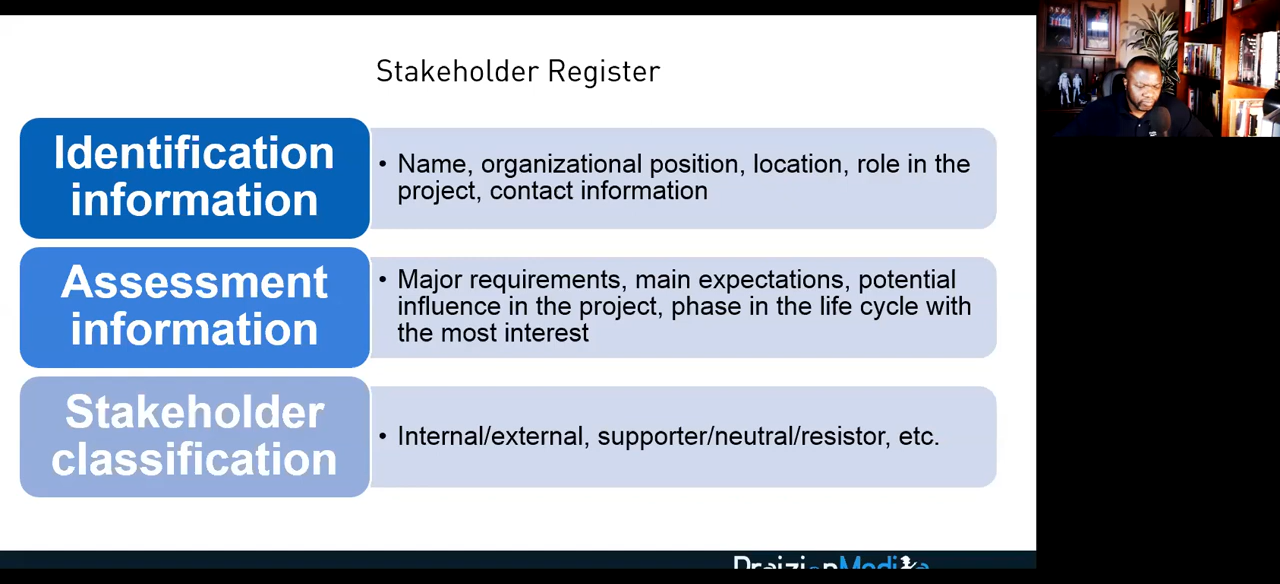 Stakeholder Register
Identification
information
• Name, organizational position, location, role in the
project, contact information
Assessment
information
• Major requirements, main expectations, potential
influence in the project, phase in the life cycle with
the most interest
Stakeholder
classification
• Internal/external, supporter/neutral/resistor, etc.
PraizionMedia